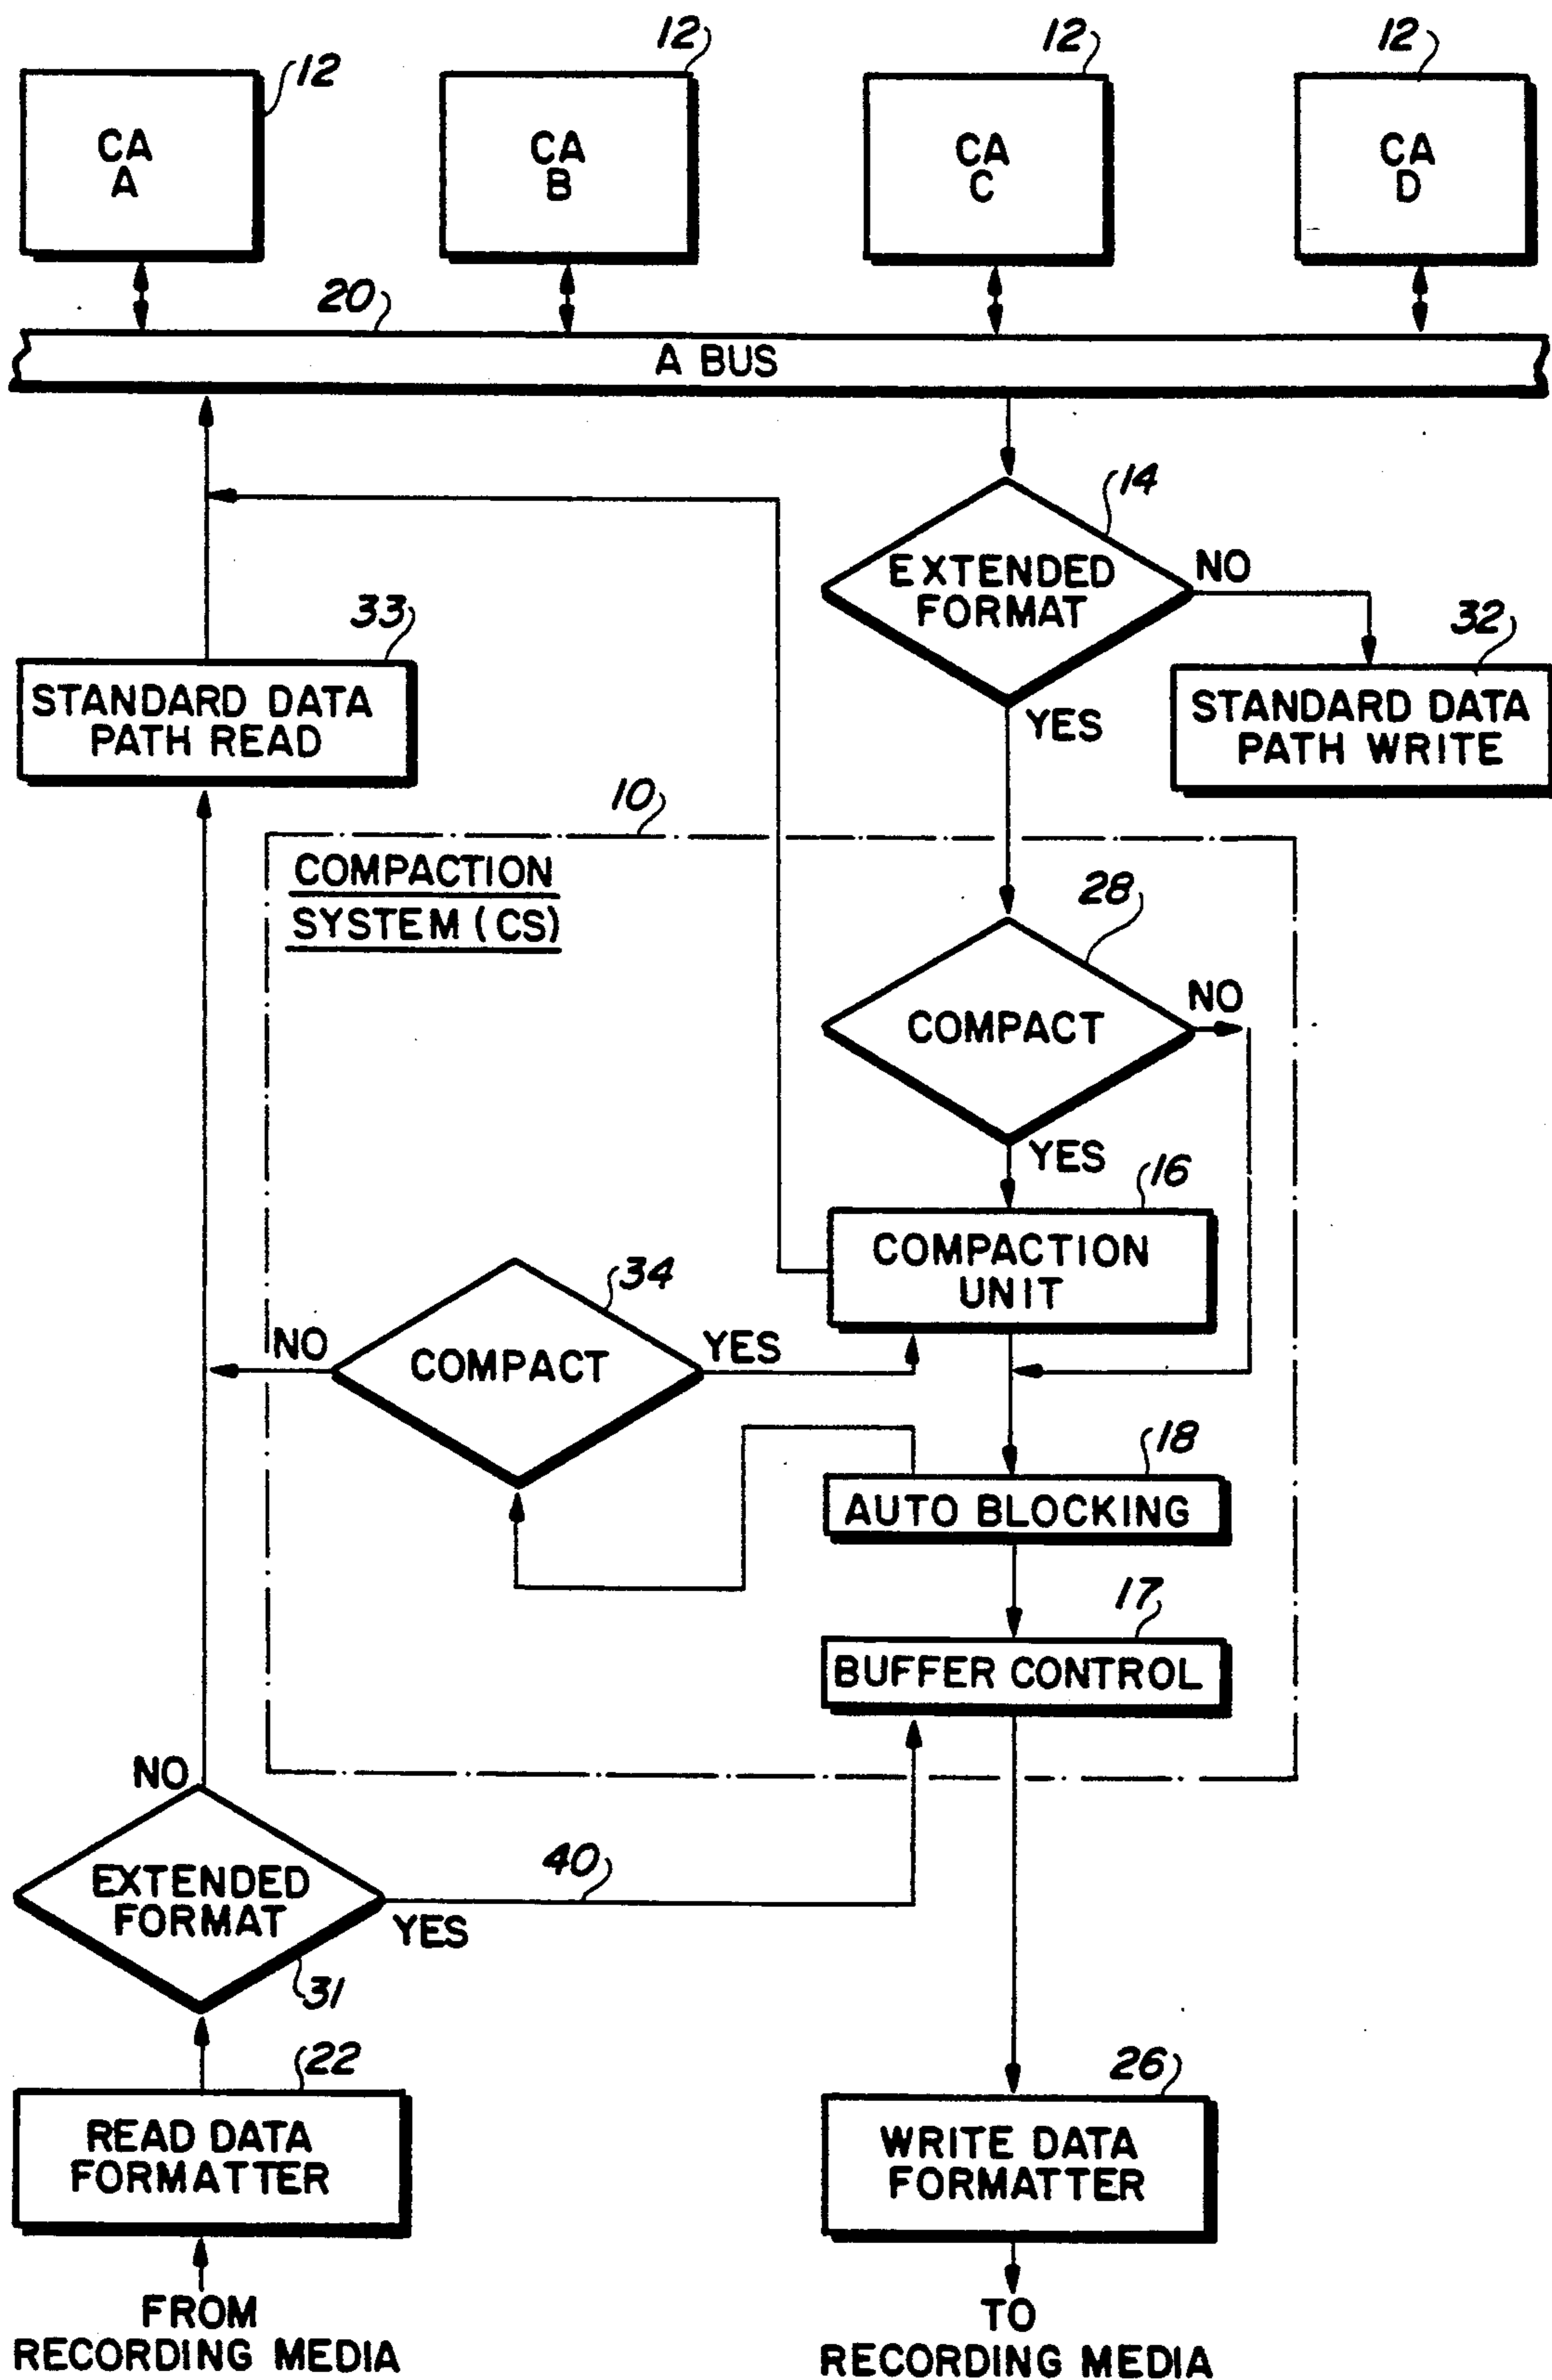 12
12
12
12
CA
A
CA
B
CA
C
CA
D
20
A BUS
14
EXTENDED
FORMAT
NO
YES
33
STANDARD DATA
PATH READ
32
STANDARD DATA
PATH WRITE
10
COMPACTION
SYSTEM (CS)
28
COMPACT
NO
YES
16
COMPACTION
UNIT
34
NO
COMPACT
YES
18
AUTO BLOCKING
17
BUFFER CONTROL
NO
EXTENDED
FORMAT
YES
40
31
22
READ DATA
FORMATTER
26
WRITE DATA
FORMATTER
FROM
RECORDING MEDIA
TO
RECORDING MEDIA